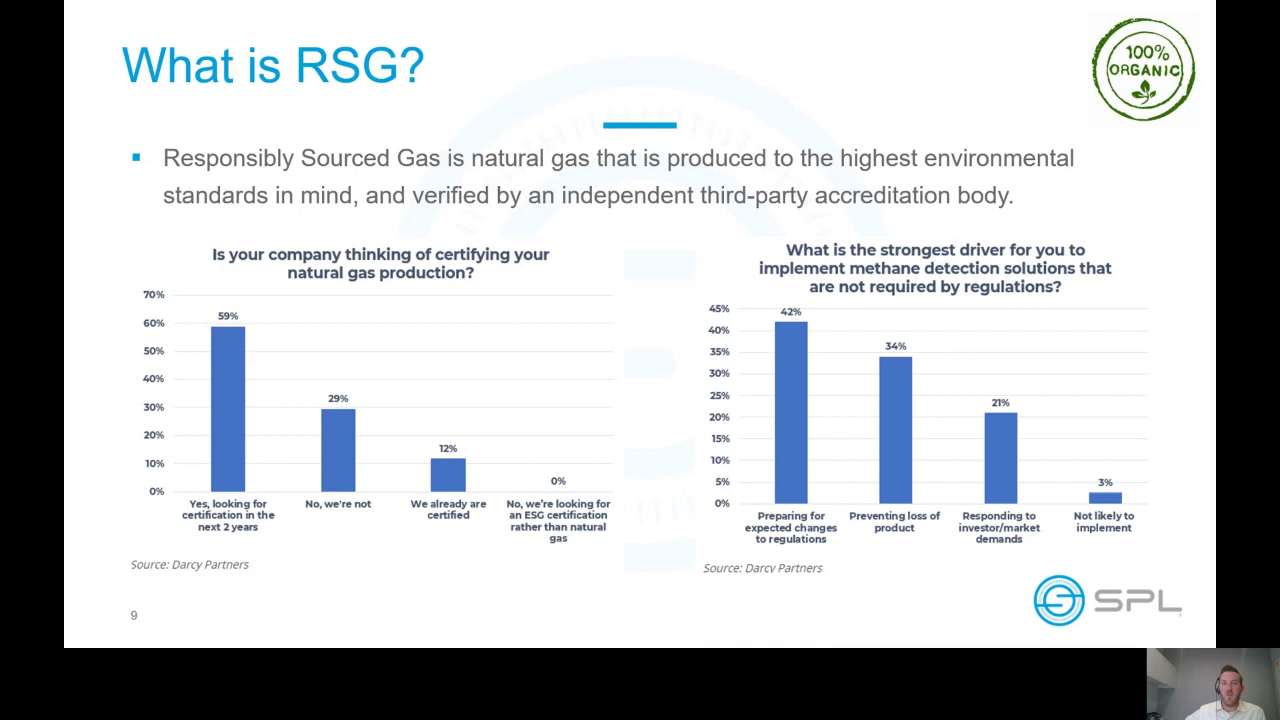 What is RSG?
100%
ORGANIC
Responsibly Sourced Gas is natural gas that is produced to the highest environmental
standards in mind, and verified by an independent third-party accreditation body.
Is your company thinking of certifying your
natural gas production?
70%
60%
50%
40%
30%
20%
10%
0%
59%
29%
12%
0%
Yes, looking for
certification in the
next 2 years
No, we're not
We already are
certified
No, we're looking for
an ESG certification
rather than natural
gas
Source: Darcy Partners
What is the strongest driver for you to
implement methane detection solutions that
are not required by regulations?
45%
40%
35%
30%
25%
20%
15%
10%
5%
0%
42%
34%
21%
3%
Preparing for
expected changes
to regulations
Preventing loss of
product
Responding to
investor/market
demands
Not likely to
implement
Source: Darcy Partners
9
SPL